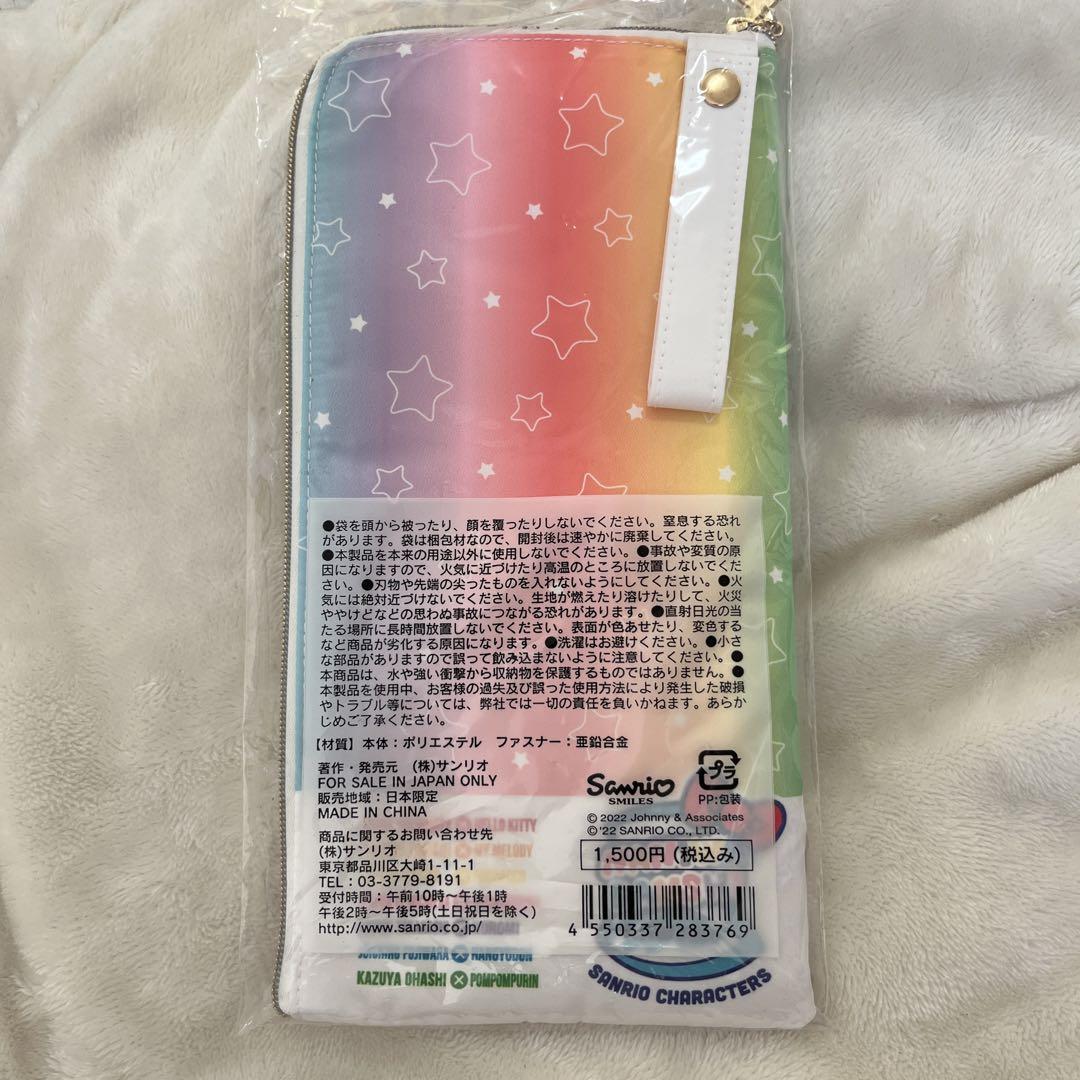 ●袋を頭から被ったり、顔を覆ったりしないでください。窒息する恐れ
があります。袋は梱包材なので、開封後は速やかに廃棄してください。
●本製品を本来の用途以外に使用しないでください。●事故や変質の原
因になりますので、火気に近づけたり高温のところに放置しないでくだ
さい。●刃物や先端の尖ったものを入れないようにしてください。●火
気には絶対近づけないでください。生地が燃えたり溶けたりして、火災
ややけどなどの思わぬ事故につながる恐れがあります。●直射日光の当
たる場所に長時間放置しないでください。表面が色あせたり、変色する
など商品が劣化する原因になります。●洗濯はお避けください。●小さ
な部品がありますので誤って飲み込まないように注意してください。●
本商品は、水や強い衝撃から収納物を保護するものではありません。●
本製品を使用中、お客様の過失及び誤った使用方法により発生した破損
やトラブル等については、弊社では一切の責任を負いかねます。あらか
じめご了承ください。
【材質】本体:ポリエステル ファスナー:亜鉛合金
著作・発売元 (株)サンリオ
FOR SALE IN JAPAN ONLY
販売地域:日本限定
MADE IN CHINA
商品に関するお問い合わせ先
(株)サンリオ
東京都品川区大崎1-11-1
TEL:03-3779-8191
受付時間:午前10時〜午後1時
午後2時〜午後5時(土日祝日を除く)
http://www.sanrio.co.jp/
Sanrio
SMILES
プラ
PP:包装
© 2022 Johnny & Associates
© '22 SANRIO CO., LTD.
1,500円 (税込み)
4 550337 283769
HELLO KITTY
MY MELODY
JOICHIRO FUJIWARA × HANGYODON
KAZUYA OHASHI × POMPOMPURIN
SANRIO CHARACTERS